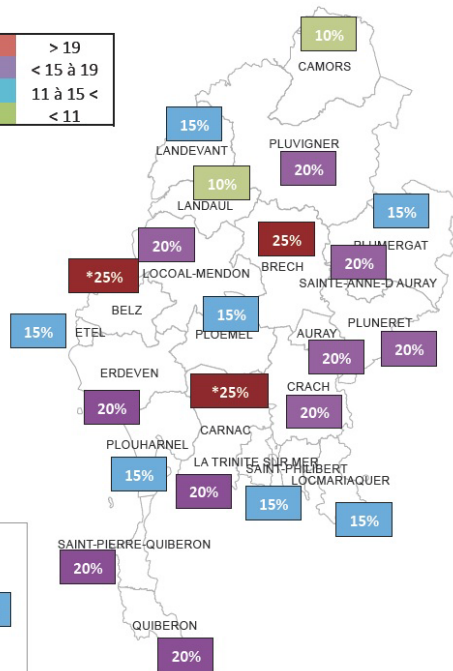 > 19
< 15 à 19
11 à 15 <
< 11
10%
CAMORS
15%
LANDEVANT
PLUVIGNER
20%
10%
LANDAUL
15%
PLUMERGAT
20%
LOCOAL-MENDON
25%
BRECH
20%
SAINTE-ANNE-D'AURAY
*25%
BELZ
15%
ETEL
15%
PLOEMEL
AURAY
20%
PLUNERET
20%
ERDEVEN
20%
*25%
CARNAC
CRACH
20%
PLOUHARNEL
15%
LA TRINITE SUR MER
20%
SAINT-PHILIBERT
15%
LOCMARIAQUER
15%
SAINT-PIERRE-QUIBERON
20%
QUIBERON
20%